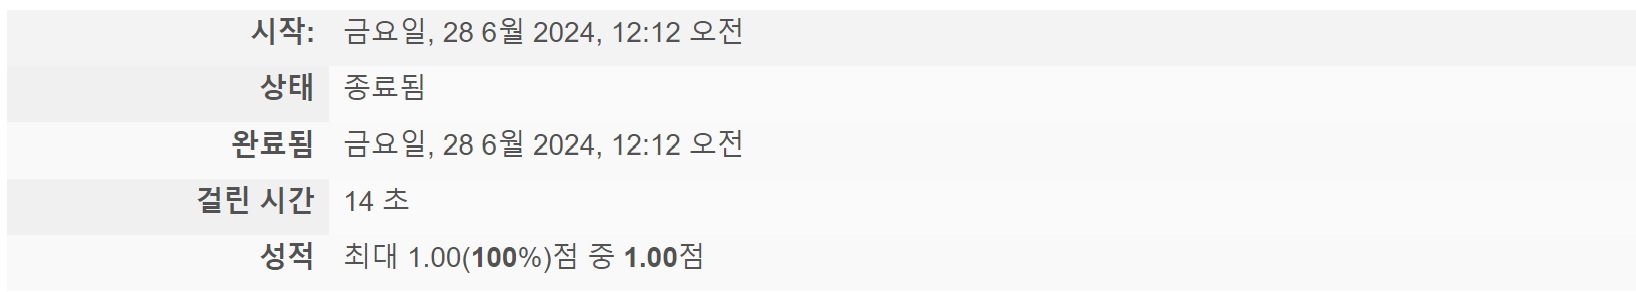 시작: 금요일, 28 6월 2024, 12:12 오전
상태 종료됨
완료됨 금요일, 28 6월 2024, 12:12 오전
걸린 시간 14 초
성적 최대 1.00(100%)점 중 1.00점